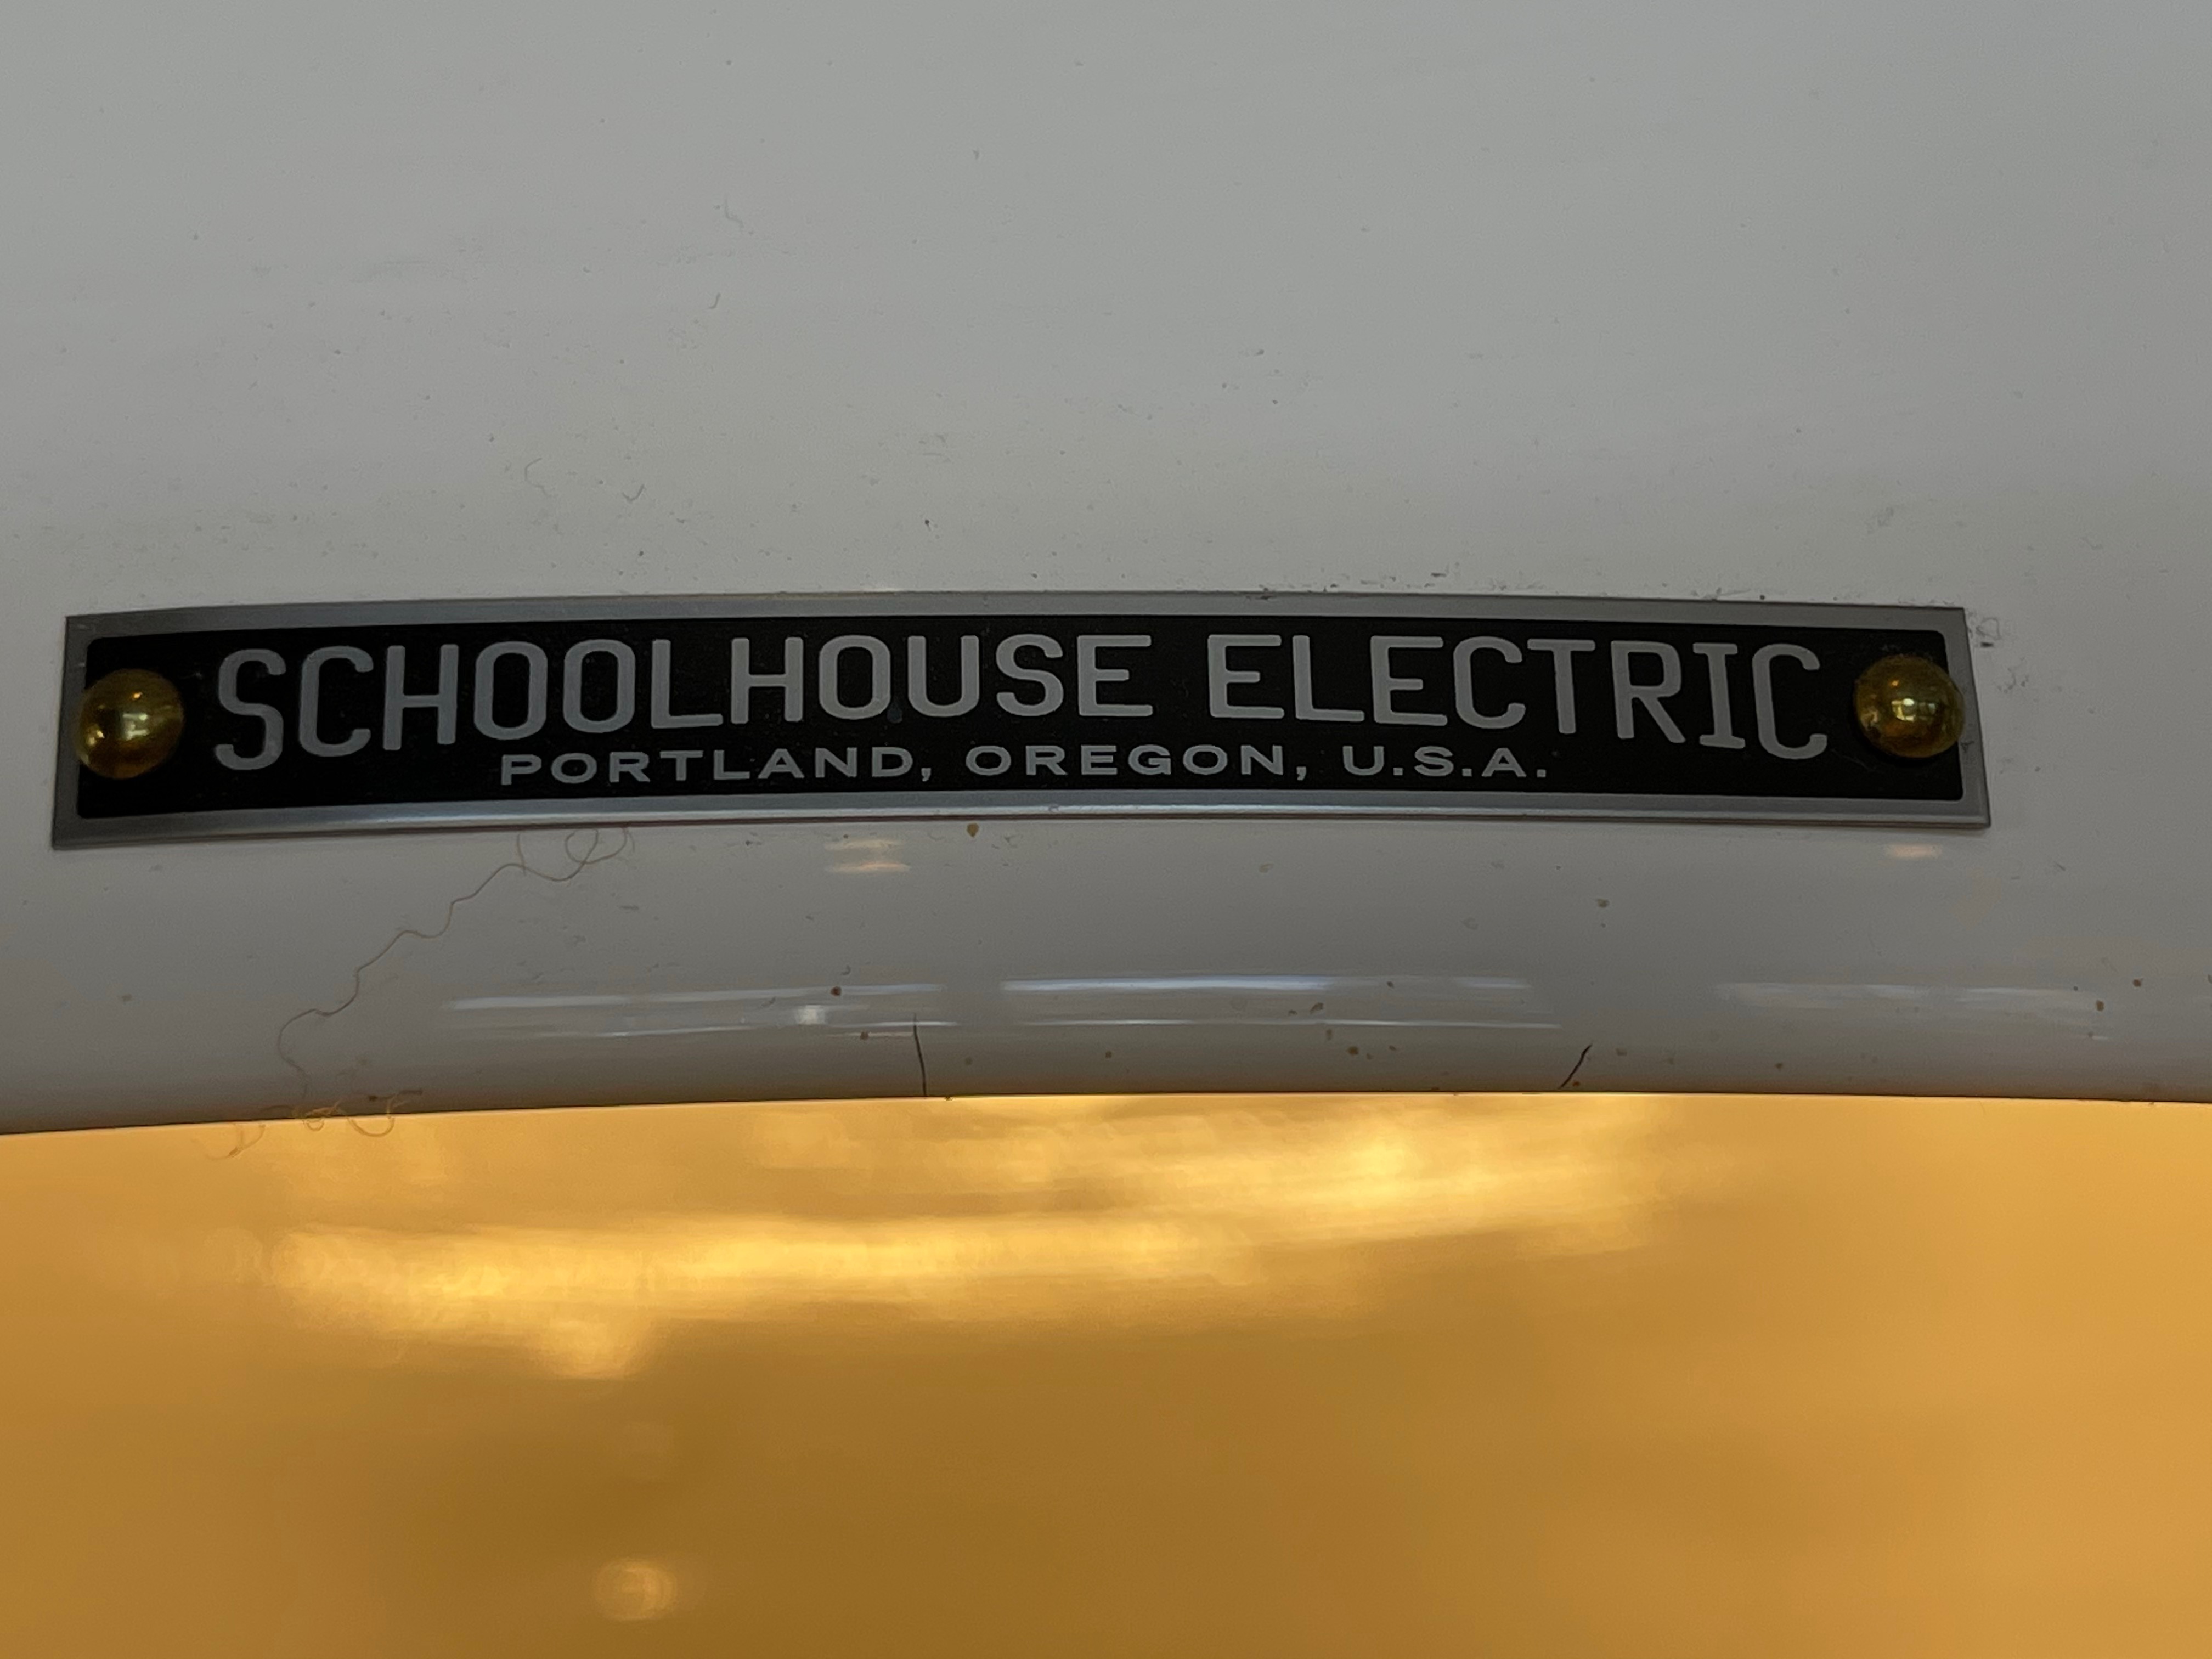 SCHOOLHOUSE ELECTRIC
PORTLAND, OREGON, U.S.A.